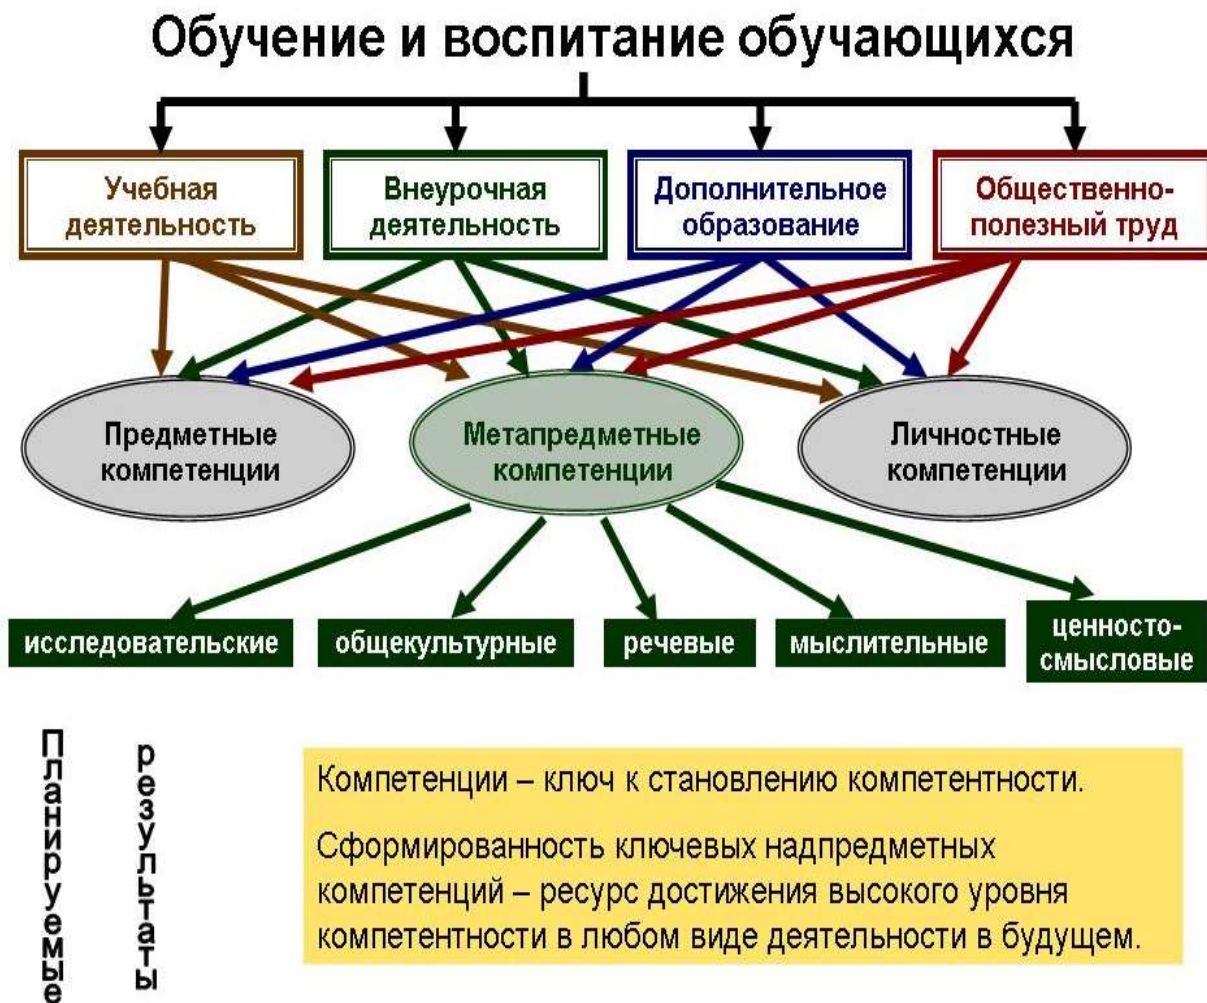 Обучение и воспитание обучающихся
Учебная
деятельность
Внеурочная
деятельность
Дополнительное
образование
Общественно-
полезный труд
Предметные
компетенции
Метапредметные
компетенции
Личностные
компетенции
исследовательские
общекультурные
речевые
мыслительные
ценносто-
смысловые
Планируемые
результаты
Компетенции – ключ к становлению компетентности.
Сформированность ключевых надпредметных
компетенций – ресурс достижения высокого уровня
компетентности в любом виде деятельности в будущем.